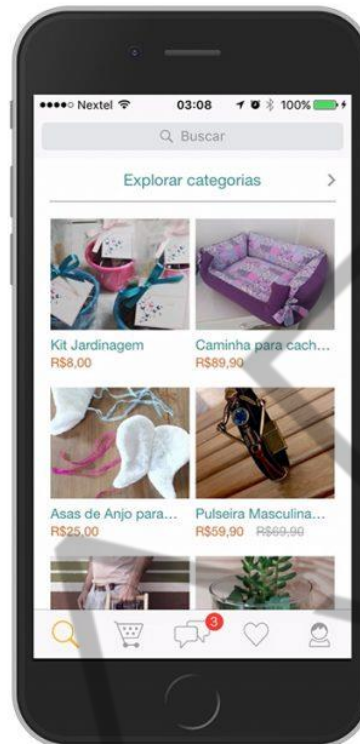 Nextel 03:08 100%
Buscar
Explorar categorias
Kit Jardinagem
R$8,00
Caminha para cach...
R$89,90
Asas de Anjo para...
R$25,00
Pulseira Masculina...
R$59,90 R$69,90
3